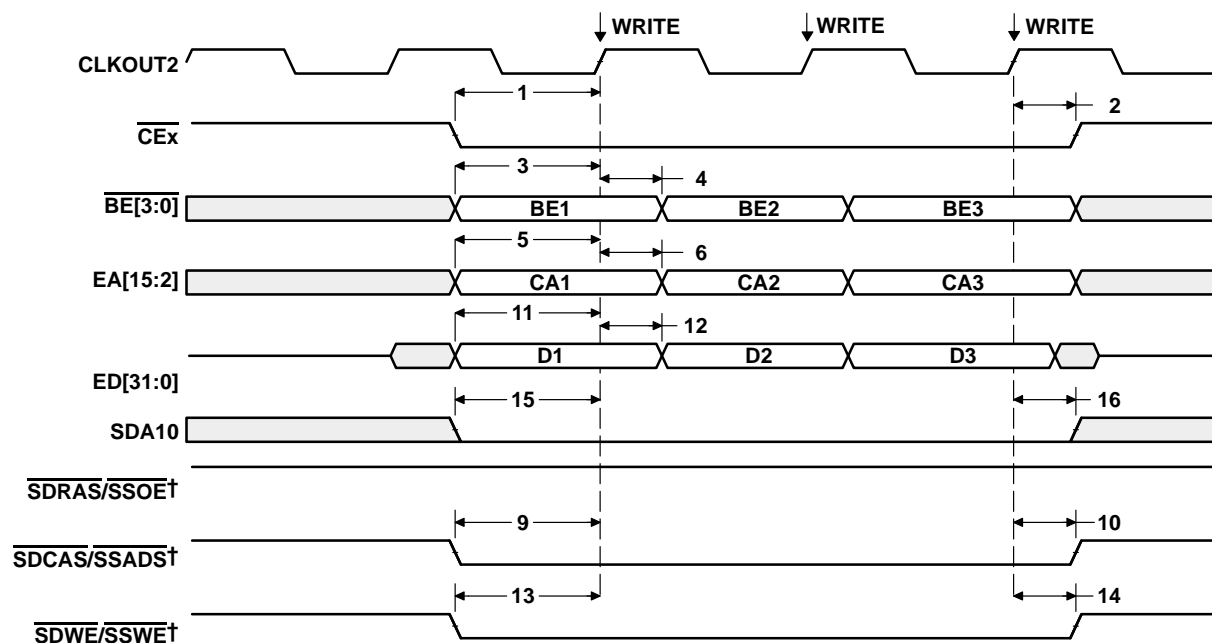 WRITE WRITE WRITE
CLKOUT2
1 2
CEx
3 4
BE[3:0] BE1 BE2 BE3
5 6
EA[15:2] CA1 CA2 CA3
11 12
D1 D2 D3
ED[31:0]
15 16
SDA10
SDRAS/SSOE†
9 10
SDCAS/SSADS†
13 14
SDWE/SSWE†